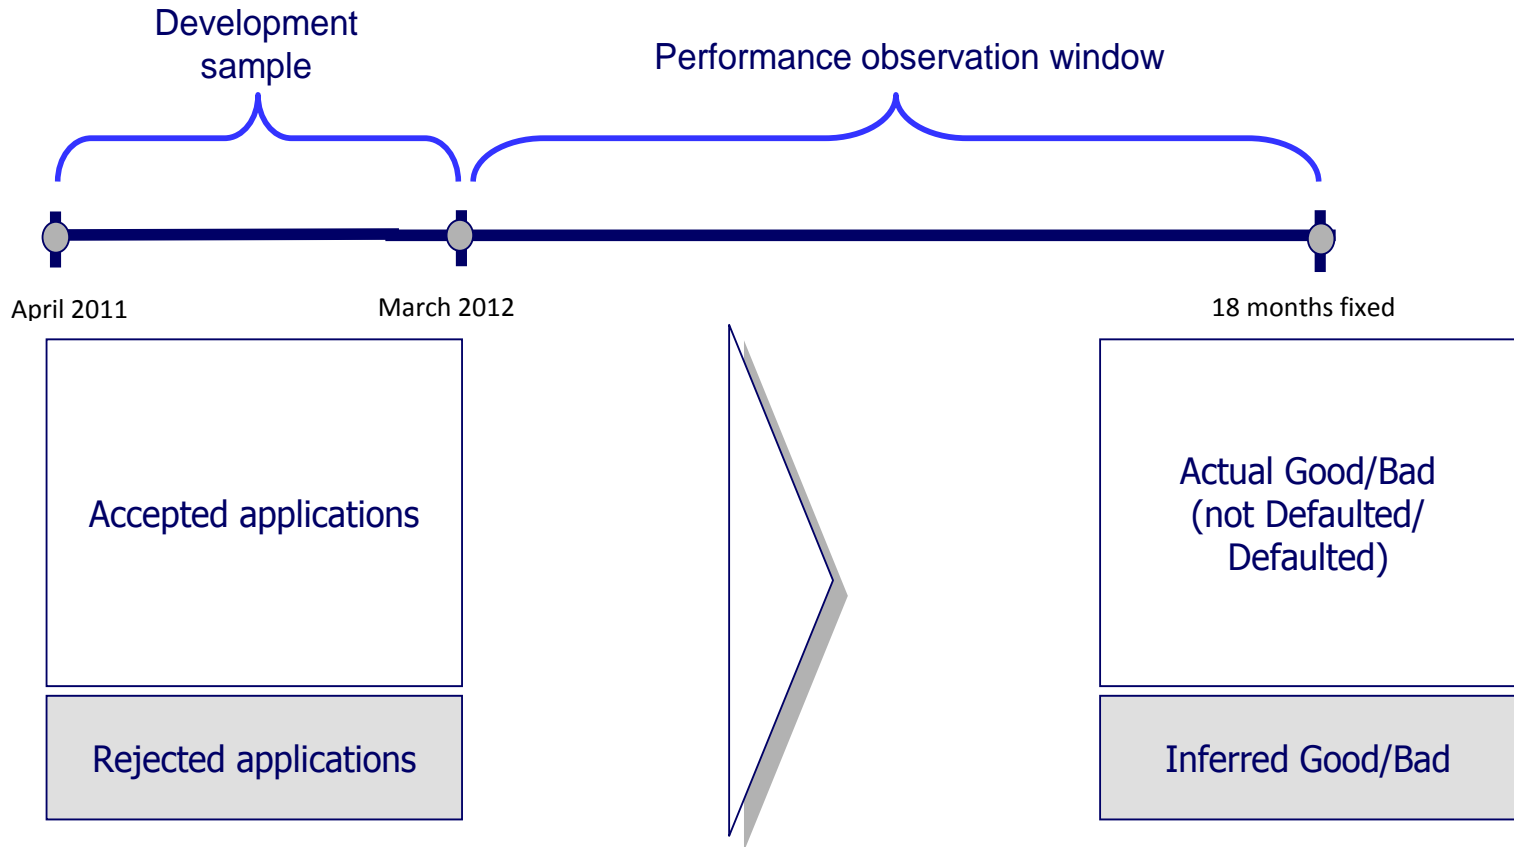 Development
sample
Performance observation window
April 2011
March 2012
18 months fixed
Accepted applications
Actual Good/Bad
(not Defaulted/
Defaulted)
Rejected applications
Inferred Good/Bad